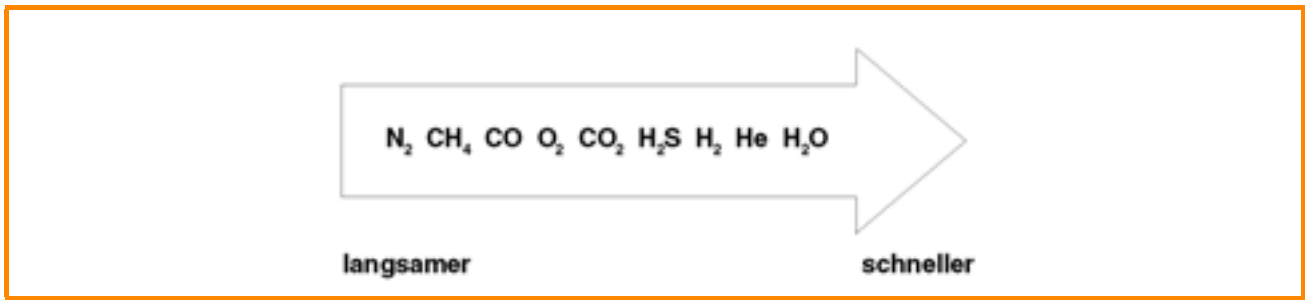 N₂ CH₄ CO O₂ CO₂ H₂S H₂ He H₂O
langsamer schneller